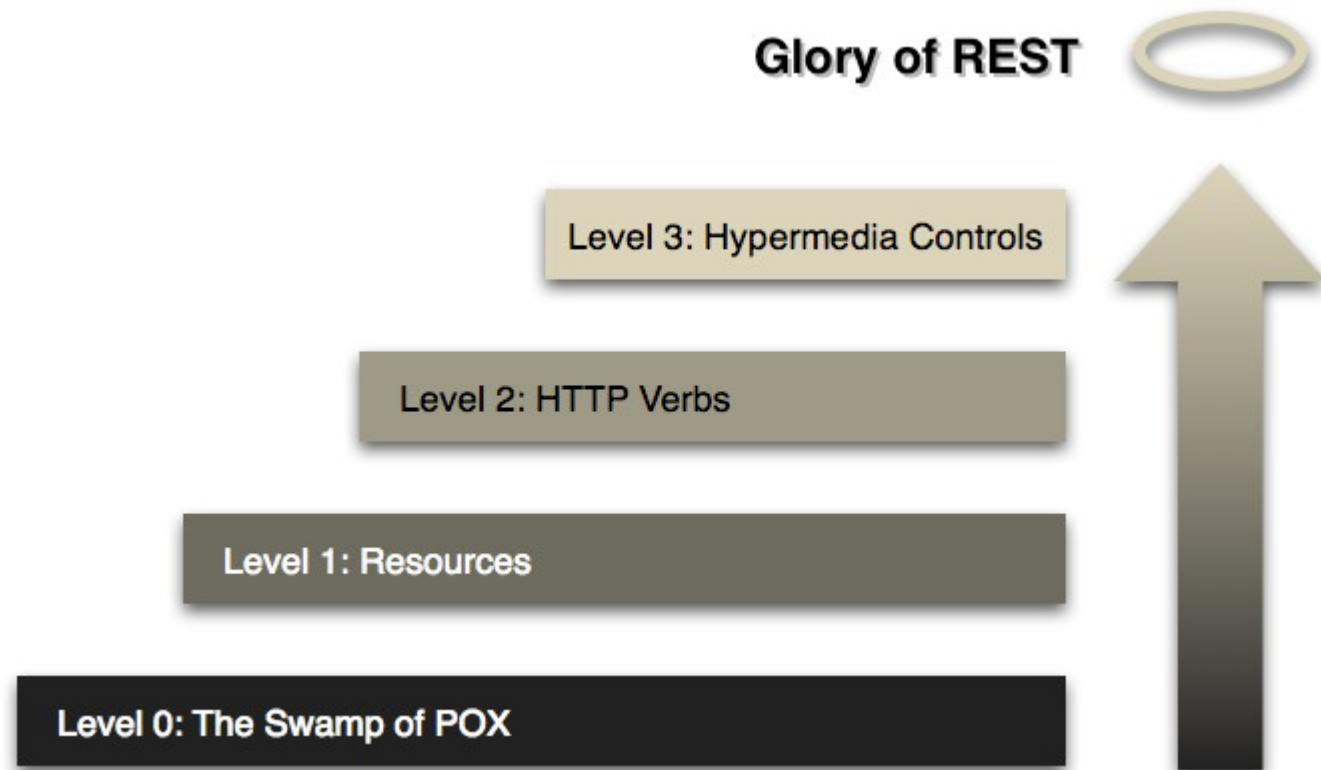 Glory of REST
Level 3: Hypermedia Controls
Level 2: HTTP Verbs
Level 1: Resources
Level 0: The Swamp of POX